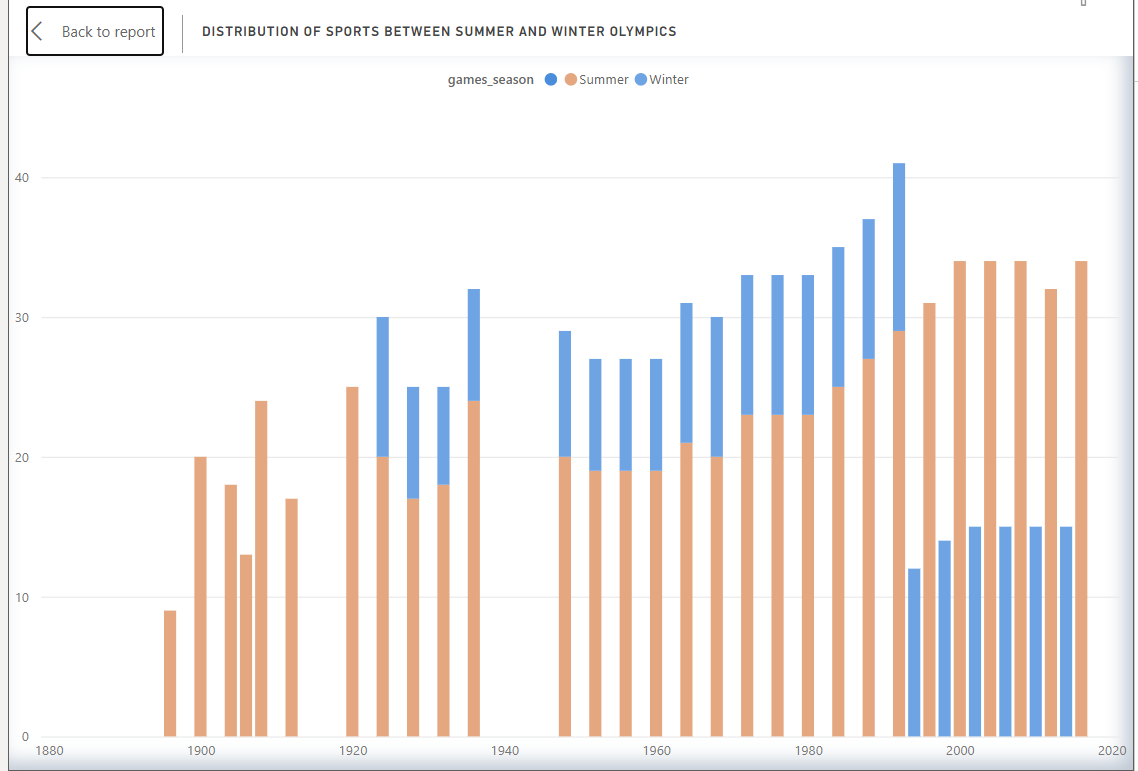 Back to report
DISTRIBUTION OF SPORTS BETWEEN SUMMER AND WINTER OLYMPICS
games_season Summer Winter
40
30
20
10
0
1880 1900 1920 1940 1960 1980 2000 2020